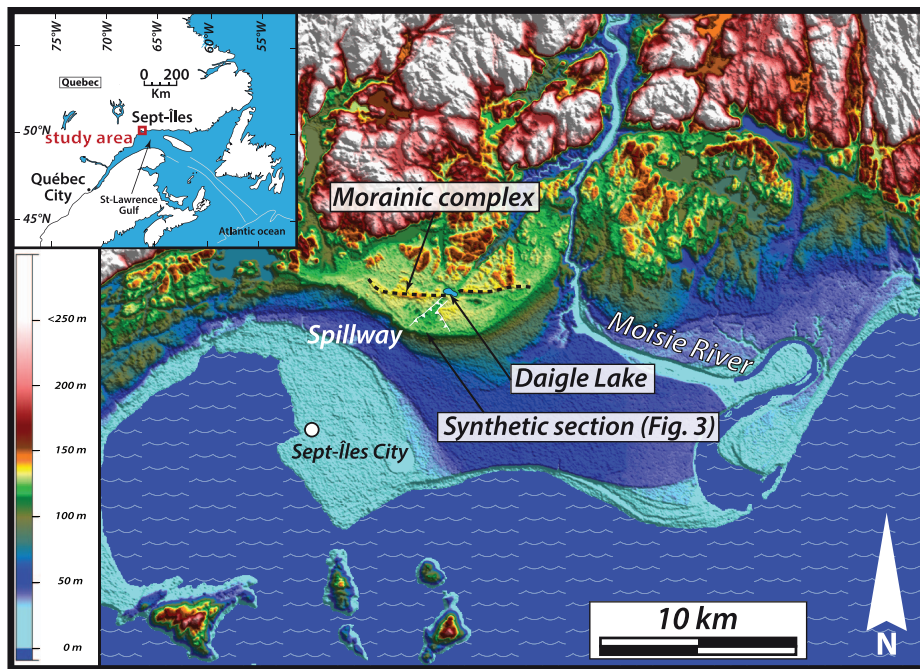 75°W
70°W
65°W
60°W
55°W
Quebec
0 200
Km
Sept-Îles
50°N
study area
Québec
City
St-Lawrence
Gulf
45°N
Atlantic ocean
Morainic complex
<250 m
200 m
150 m
100 m
50 m
0 m
Spillway
Moisie River
Daigle Lake
Synthetic section (Fig. 3)
Sept-Îles City
10 km
N